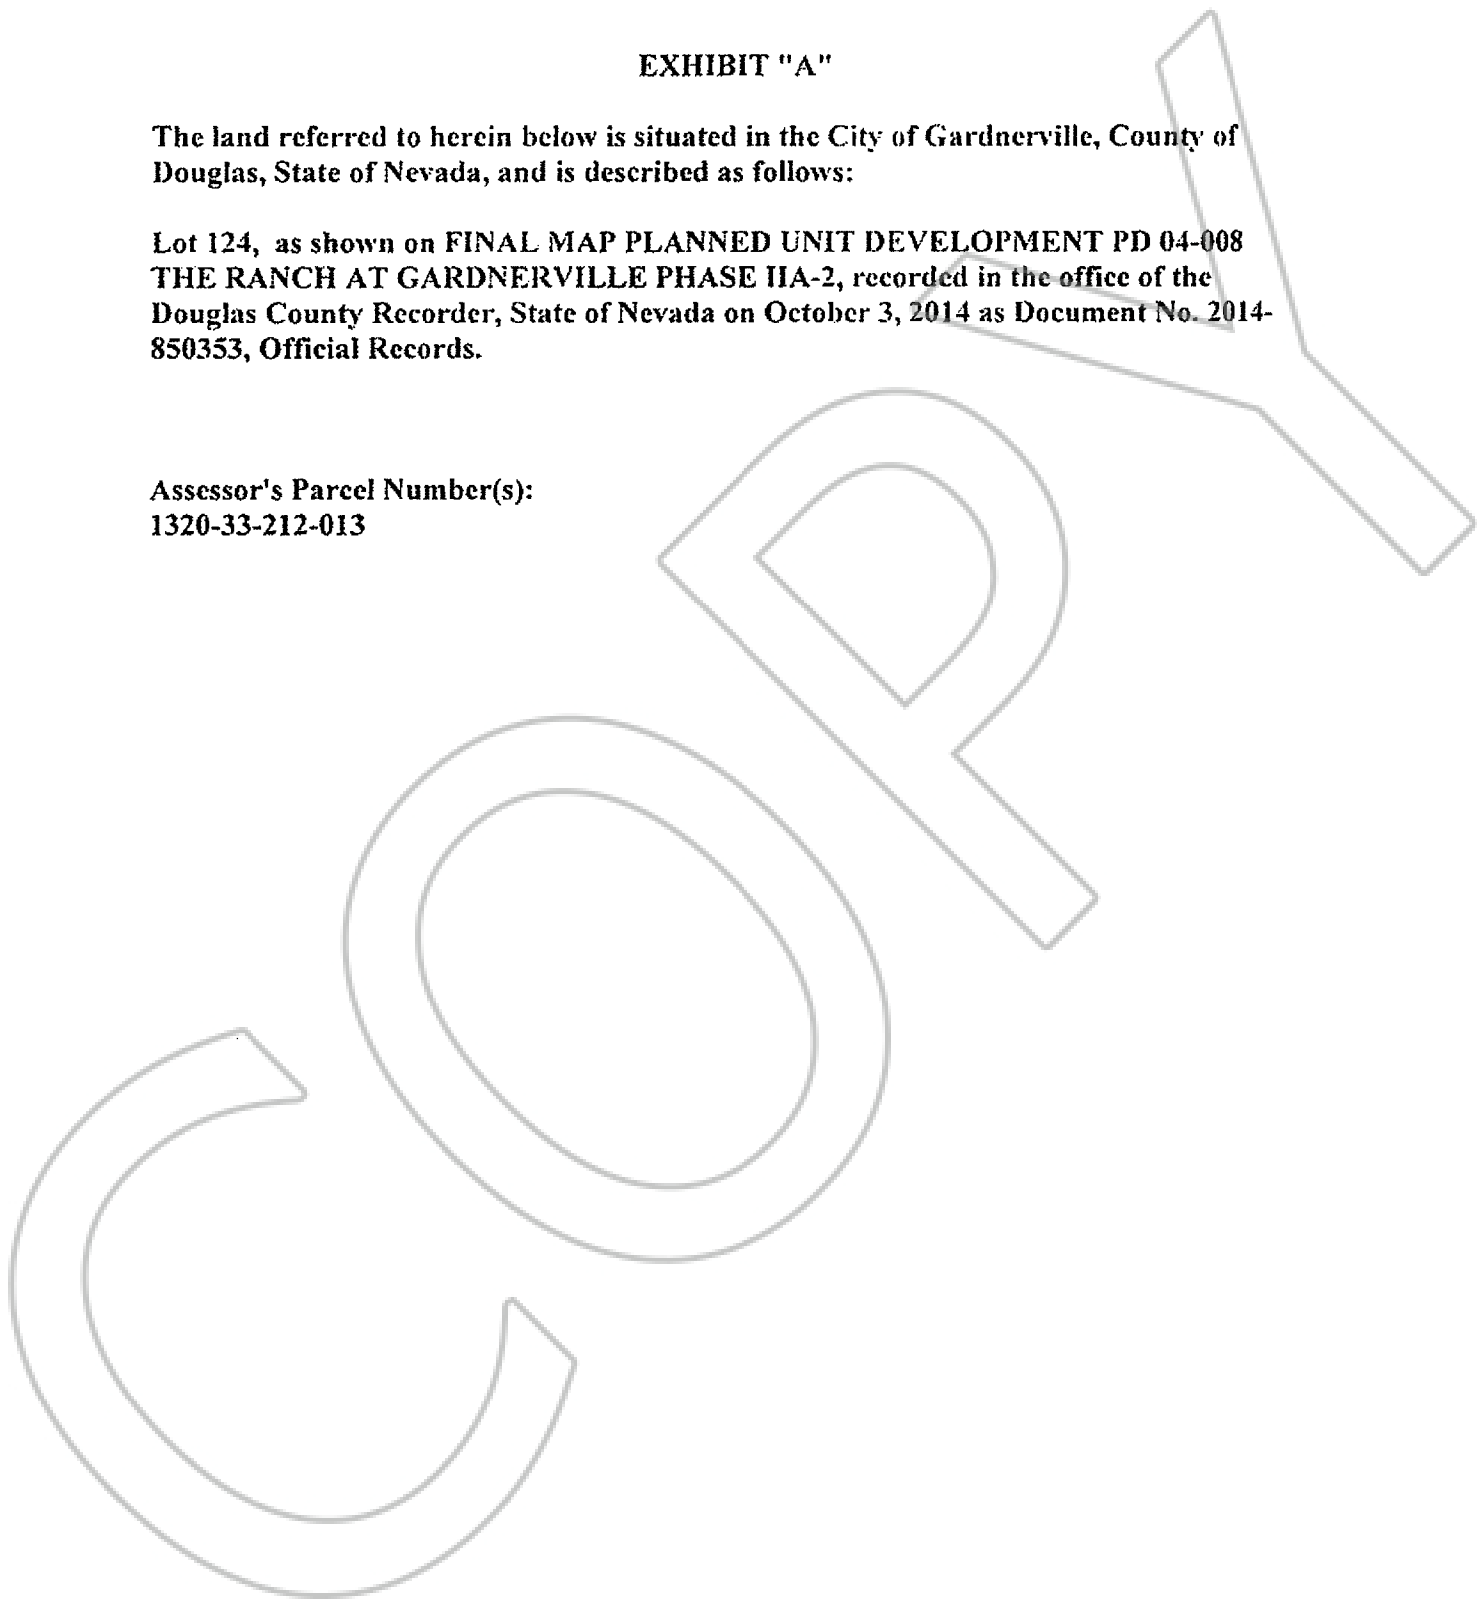 EXHIBIT "A"
The land referred to herein below is situated in the City of Gardnerville, County of
Douglas, State of Nevada, and is described as follows:
Lot 124, as shown on FINAL MAP PLANNED UNIT DEVELOPMENT PD 04-008
THE RANCH AT GARDNERVILLE PHASE IIA-2, recorded in the office of the
Douglas County Recorder, State of Nevada on October 3, 2014 as Document No. 2014-
850353, Official Records.
Assessor's Parcel Number(s):
1320-33-212-013
COPY